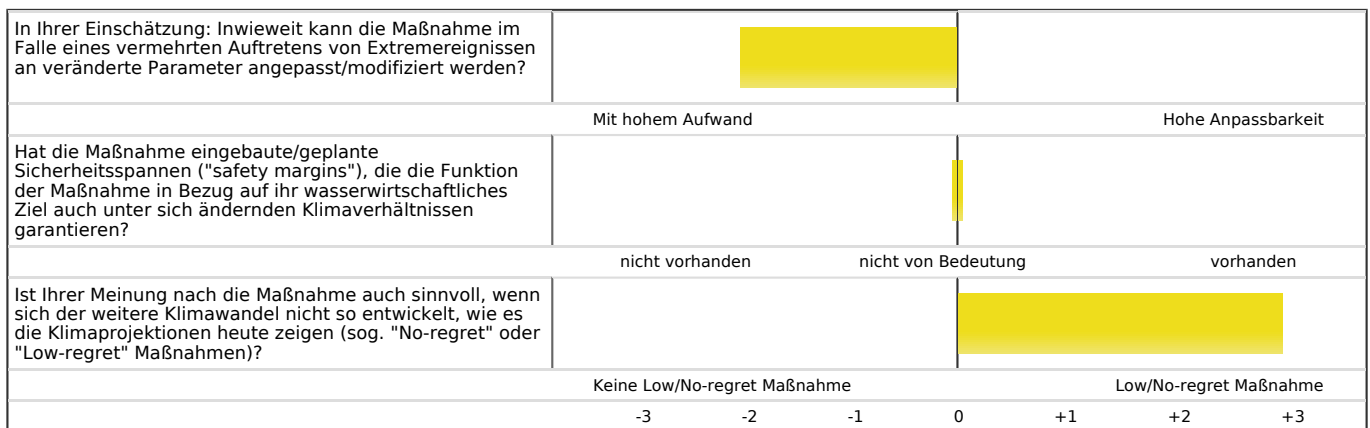 In Ihrer Einschätzung: Inwieweit kann die Maßnahme im
Falle eines vermehrten Auftretens von Extremereignissen
an veränderte Parameter angepasst/modifiziert werden?
Mit hohem Aufwand Hohe Anpassbarkeit
Hat die Maßnahme eingebaute/geplante
Sicherheitsspannen ("safety margins"), die die Funktion
der Maßnahme in Bezug auf ihr wasserwirtschaftliches
Ziel auch unter sich ändernden Klimaverhältnissen
garantieren?
nicht vorhanden nicht von Bedeutung vorhanden
Ist Ihrer Meinung nach die Maßnahme auch sinnvoll, wenn
sich der weitere Klimawandel nicht so entwickelt, wie es
die Klimaprojektionen heute zeigen (sog. "No-regret" oder
"Low-regret" Maßnahmen)?
Keine Low/No-regret Maßnahme Low/No-regret Maßnahme
-3 -2 -1 0 +1 +2 +3